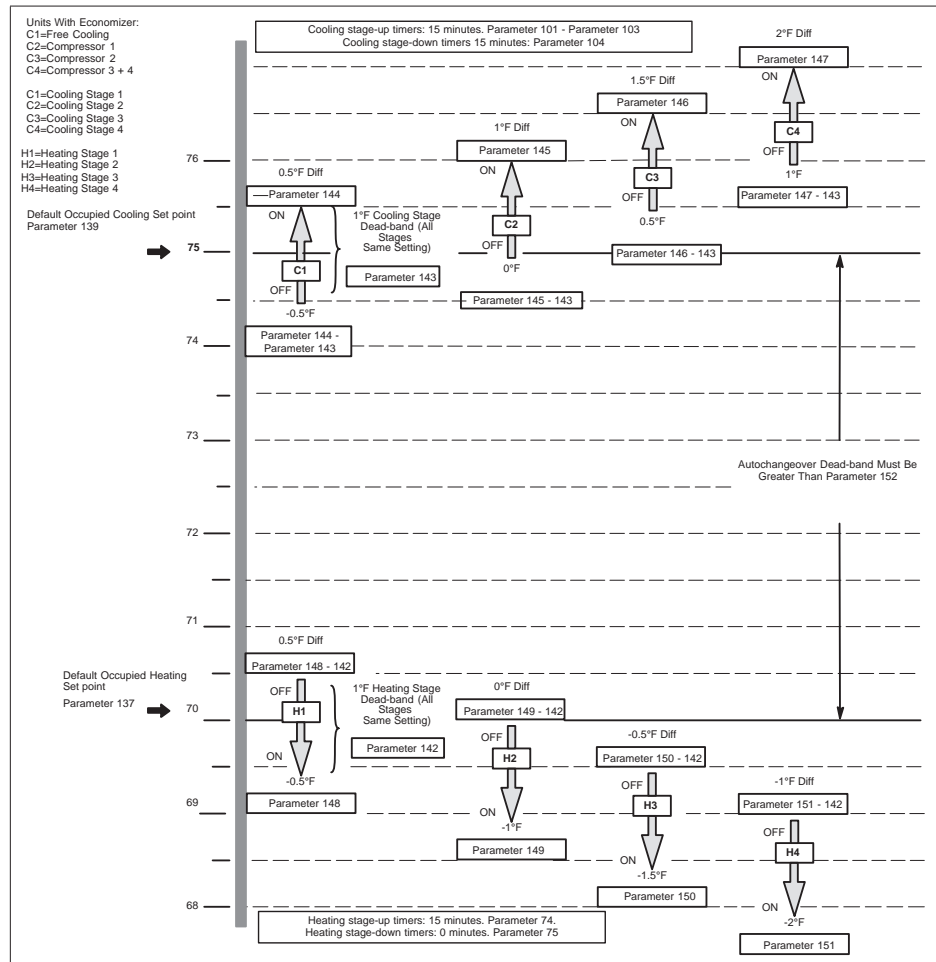 Units With Economizer:
C1=Free Cooling
C2=Compressor 1
C3=Compressor 2
C4=Compressor 3 + 4
C1=Cooling Stage 1
C2=Cooling Stage 2
C3=Cooling Stage 3
C4=Cooling Stage 4
H1=Heating Stage 1
H2=Heating Stage 2
H3=Heating Stage 3
H4=Heating Stage 4
Cooling stage-up timers: 15 minutes. Parameter 101 - Parameter 103
Cooling stage-down timers 15 minutes: Parameter 104
2°F Diff
Parameter 147
ON
C4
OFF
1°F
Parameter 147 - 143
1.5°F Diff
Parameter 146
ON
C3
OFF
0.5°F
Parameter 146 - 143
1°F Diff
Parameter 145
ON
C2
OFF
0°F
Parameter 145 - 143
76
0.5°F Diff
Parameter 144
ON
C1
OFF
-0.5°F
Parameter 144 -
Parameter 143
1°F Cooling Stage
Dead-band (All
Stages
Same Setting)
Parameter 143
Default Occupied Cooling Set point
Parameter 139
75
74
73
Autochangeover Dead-band Must Be
Greater Than Parameter 152
72
71
0.5°F Diff
Parameter 148 - 142
OFF
H1
ON
-0.5°F
Parameter 148
1°F Heating Stage
Dead-band (All
Stages
Same Setting)
Parameter 142
Default Occupied Heating
Set point
Parameter 137
70
0°F Diff
Parameter 149 - 142
OFF
H2
ON
-1°F
Parameter 149
-0.5°F Diff
Parameter 150 - 142
OFF
H3
ON
-1.5°F
Parameter 150
-1°F Diff
Parameter 151 - 142
OFF
H4
ON
-2°F
Parameter 151
69
68
Heating stage-up timers: 15 minutes. Parameter 74.
Heating stage-down timers: 0 minutes. Parameter 75